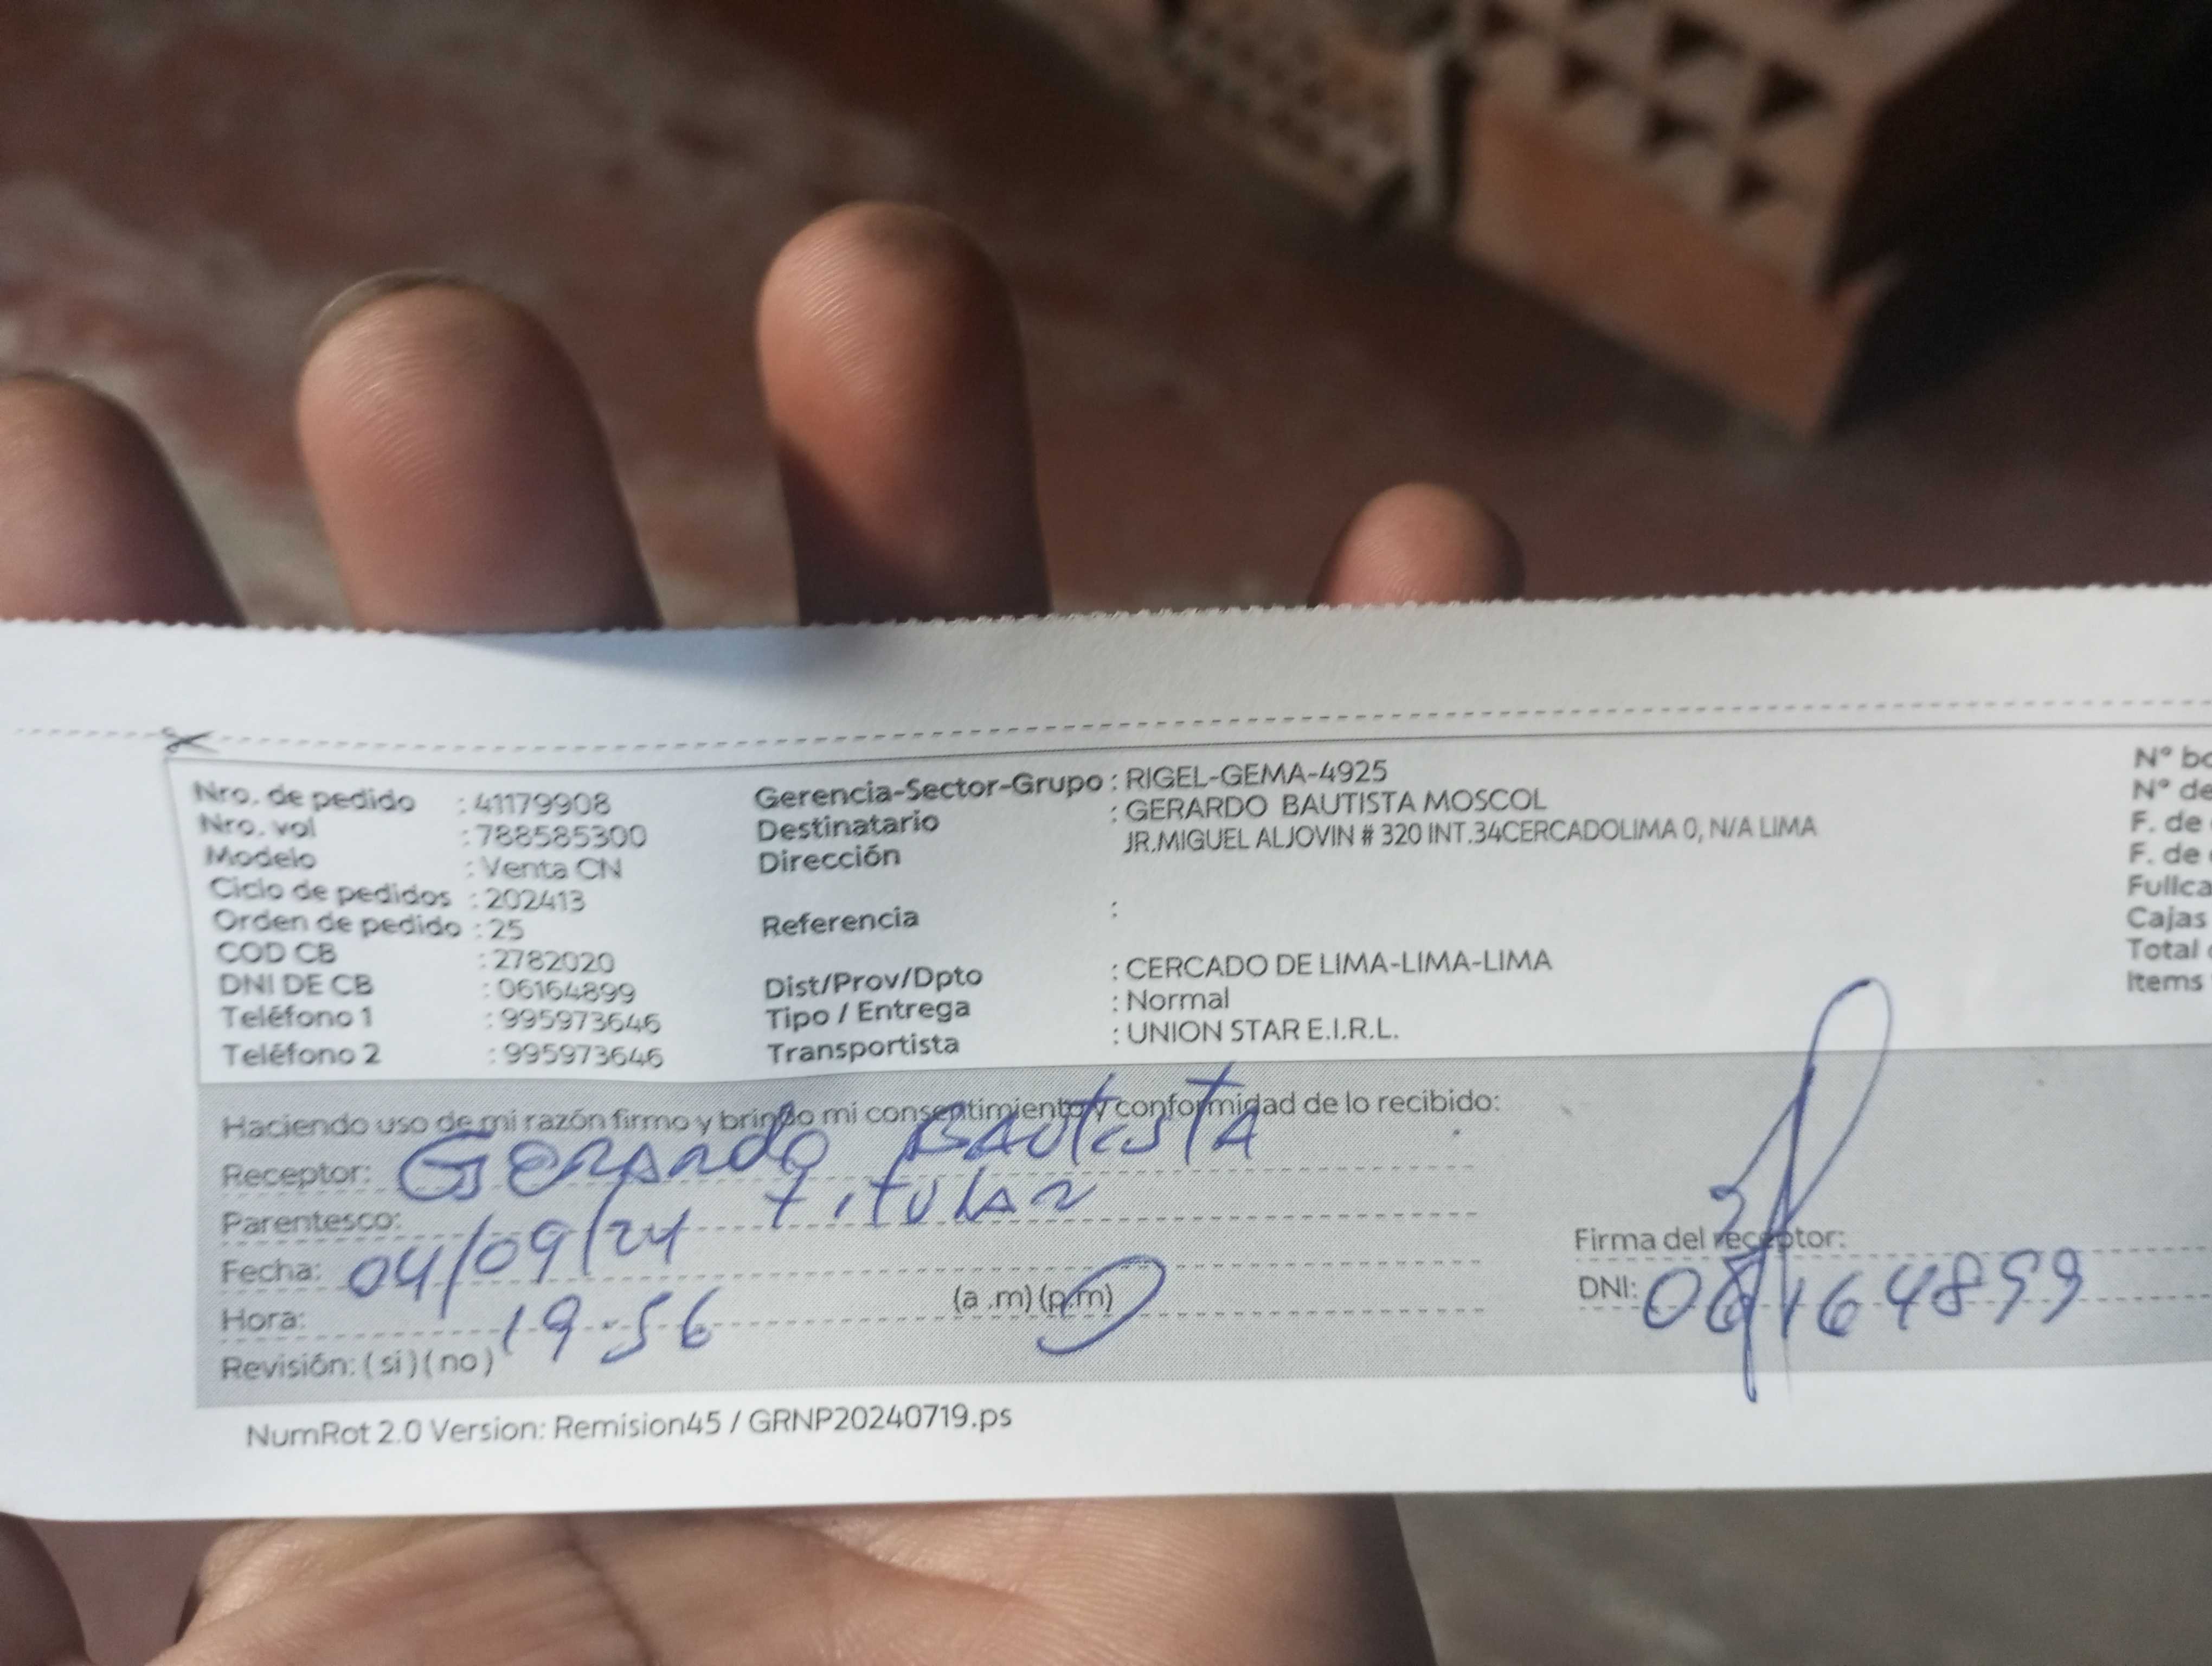 Nro. de pedido : 41179908
Nro. vol : 788585300
Modelo : Venta CN
Ciclo de pedidos : 202413
Orden de pedido : 25
COD CB : 2782020
DNI DE CB : 06164899
Teléfono 1 : 995973646
Teléfono 2 : 995973646
Gerencia-Sector-Grupo : RIGEL-GEMA-4925
Destinatario : GERARDO BAUTISTA MOSCOL
Dirección JR.MIGUEL ALJOVIN # 320 INT.34CERCADOLIMA 0, N/A LIMA
Referencia :
Dist/Prov/Dpto : CERCADO DE LIMA-LIMA-LIMA
Tipo / Entrega : Normal
Transportista : UNION STAR E.I.R.L.
N° bo
N° de
F. de
F. de
Fullca
Cajas
Total
Items
Haciendo uso de mi razón firmo y brindo mi consentimiento y conformidad de lo recibido:
Receptor: Gerardo Bautista
Parentesco: titular
Fecha: 04/09/24
Hora: 19:56 (a .m) (p.m)
Revisión: ( si ) ( no )
Firma del receptor:
DNI: 06164899
NumRot 2.0 Version: Remision45 / GRNP20240719.ps